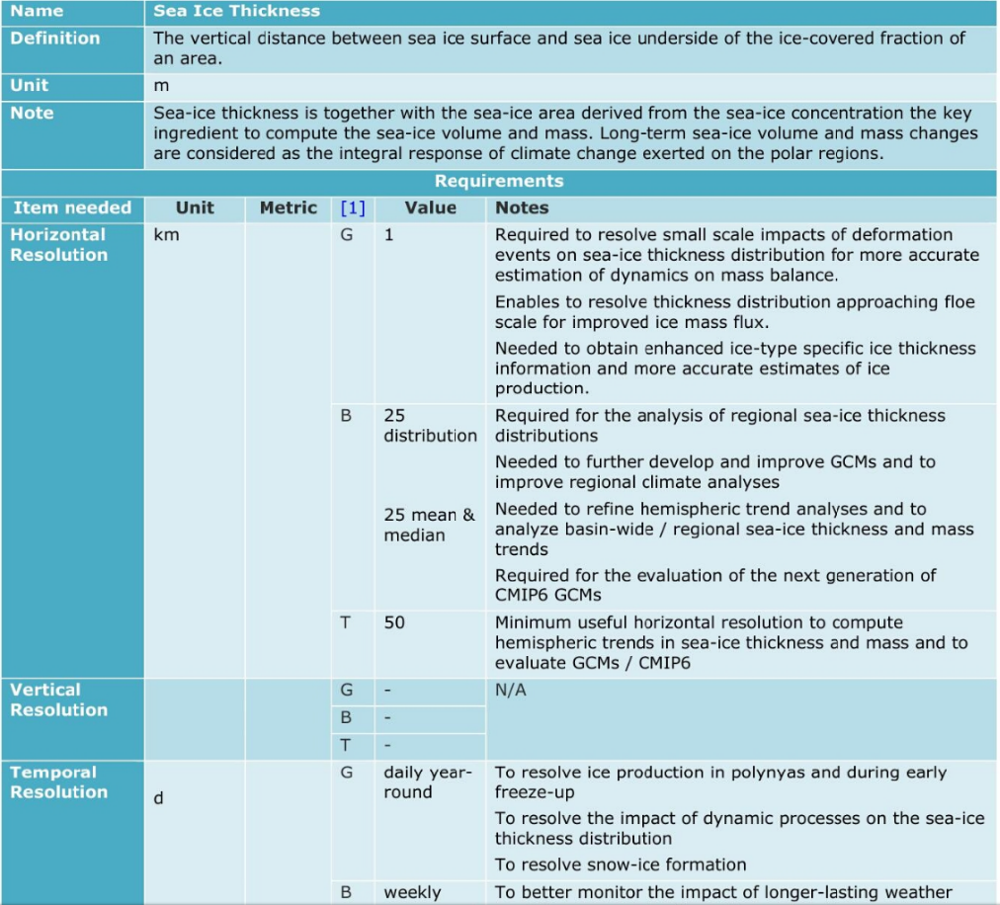 Name Sea Ice Thickness
Definition The vertical distance between sea ice surface and sea ice underside of the ice-covered fraction of
an area.
Unit m
Note Sea-ice thickness is together with the sea-ice area derived from the sea-ice concentration the key
ingredient to compute the sea-ice volume and mass. Long-term sea-ice volume and mass changes
are considered as the integral response of climate change exerted on the polar regions.
Requirements
Item needed Unit Metric [1] Value Notes
Horizontal Resolution km G 1 Required to resolve small scale impacts of deformation
events on sea-ice thickness distribution for more accurate
estimation of dynamics on mass balance.
Enables to resolve thickness distribution approaching floe
scale for improved ice mass flux.
Needed to obtain enhanced ice-type specific ice thickness
information and more accurate estimates of ice
production.
B 25 distribution Required for the analysis of regional sea-ice thickness
distributions
Needed to further develop and improve GCMs and to
improve regional climate analyses
25 mean & median Needed to refine hemispheric trend analyses and to
analyze basin-wide / regional sea-ice thickness and mass
trends
Required for the evaluation of the next generation of
CMIP6 GCMs
T 50 Minimum useful horizontal resolution to compute
hemispheric trends in sea-ice thickness and mass and to
evaluate GCMs / CMIP6
Vertical Resolution G - N/A
B -
T -
Temporal Resolution d G daily year-round To resolve ice production in polynyas and during early
freeze-up
To resolve the impact of dynamic processes on the sea-ice
thickness distribution
To resolve snow-ice formation
B weekly To better monitor the impact of longer-lasting weather